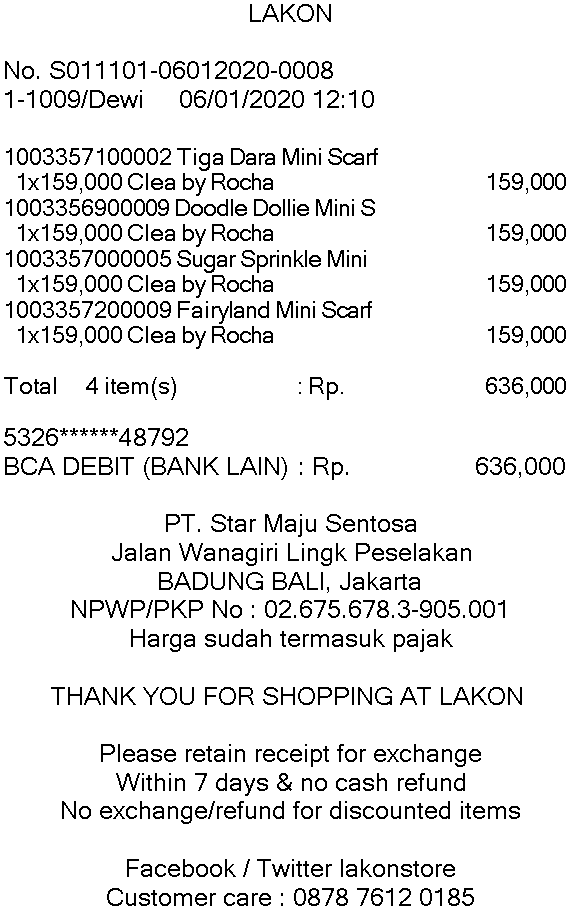 LAKON
No. S011101-06012020-0008
1-1009/Dewi 06/01/2020 12:10
1003357100002 Tiga Dara Mini Scarf
1x159,000 Clea by Rocha 159,000
1003356900009 Doodle Dollie Mini S
1x159,000 Clea by Rocha 159,000
1003357000005 Sugar Sprinkle Mini
1x159,000 Clea by Rocha 159,000
1003357200009 Fairyland Mini Scarf
1x159,000 Clea by Rocha 159,000
Total 4 item(s) : Rp. 636,000
5326******48792
BCA DEBIT (BANK LAIN) : Rp. 636,000
PT. Star Maju Sentosa
Jalan Wanagiri Lingk Peselakan
BADUNG BALI, Jakarta
NPWP/PKP No : 02.675.678.3-905.001
Harga sudah termasuk pajak
THANK YOU FOR SHOPPING AT LAKON
Please retain receipt for exchange
Within 7 days & no cash refund
No exchange/refund for discounted items
Facebook / Twitter lakonstore
Customer care : 0878 7612 0185